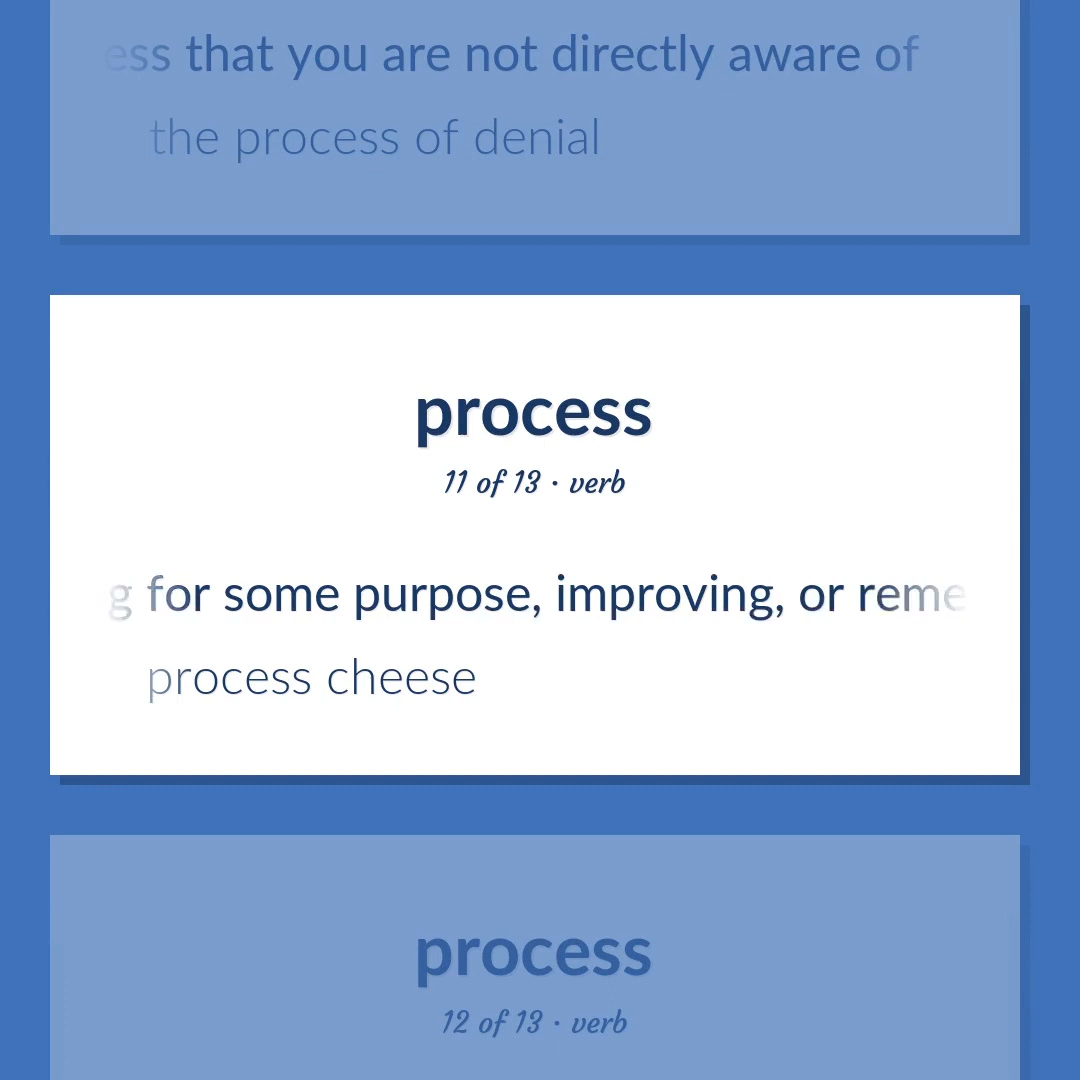 ess that you are not directly aware of
the process of denial
process
11 of 13 · verb
g for some purpose, improving, or reme
process cheese
process
12 of 13 · verb